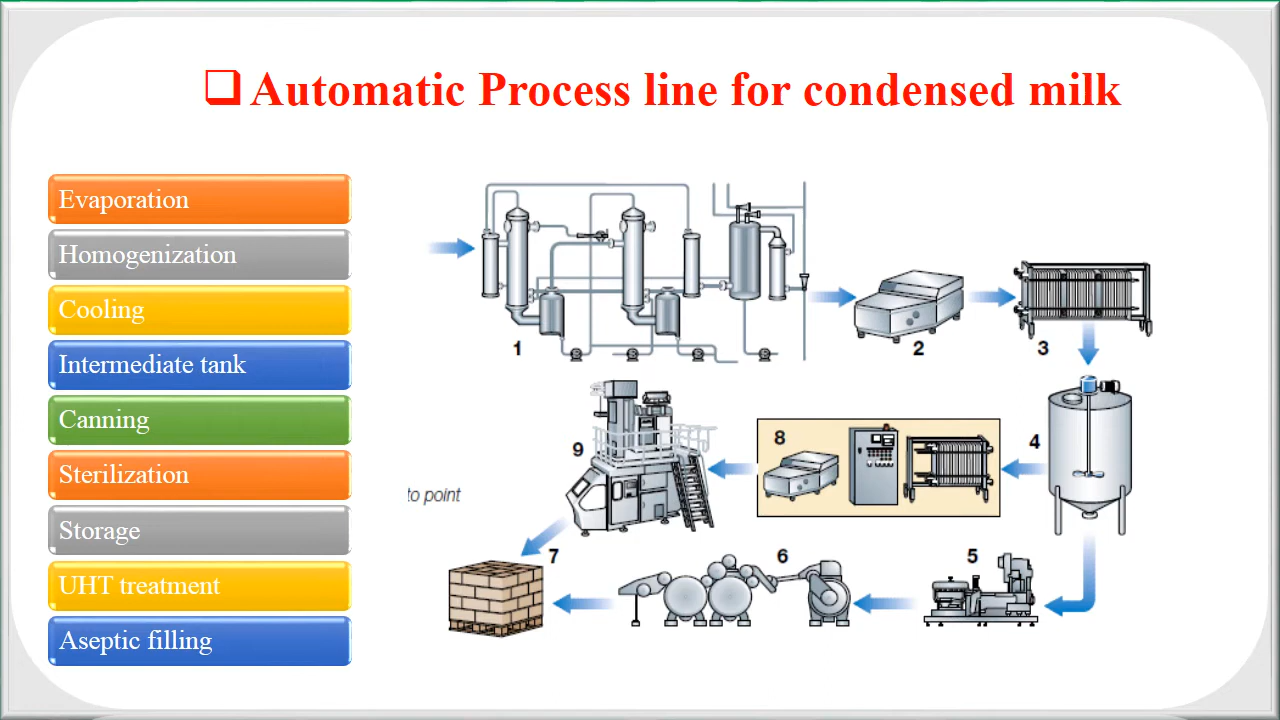 Automatic Process line for condensed milk
Evaporation
Homogenization
Cooling
Intermediate tank
Canning
Sterilization
Storage
UHT treatment
Aseptic filling
1
2
3
4
8
9
to point
7
6
5